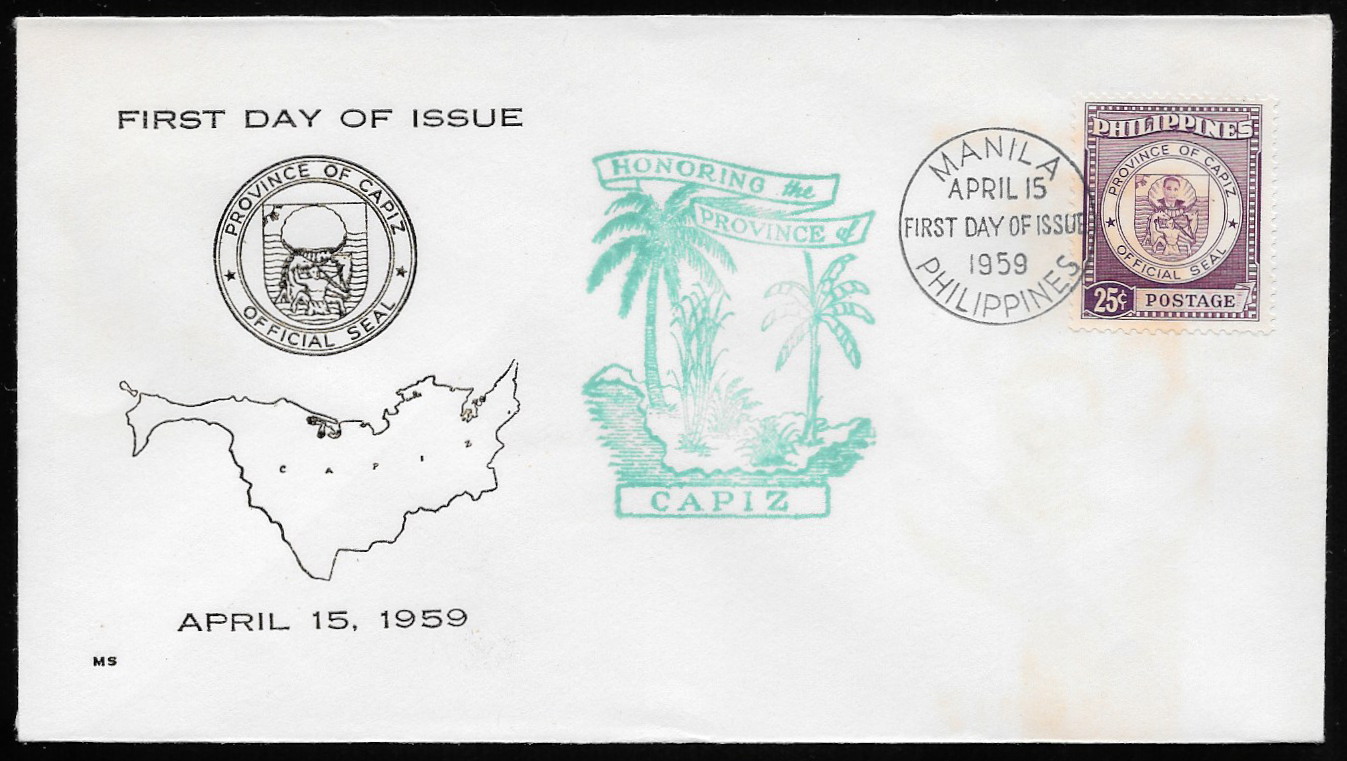 FIRST DAY OF ISSUE
PROVINCE OF CAPIZ
OFFICIAL SEAL
C A P I Z
APRIL 15, 1959
MS
HONORING the
PROVINCE of
CAPIZ
MANILA
APRIL 15
FIRST DAY OF ISSUE
1959
PHILIPPINES
PHILIPPINES
PROVINCE OF CAPIZ
OFFICIAL SEAL
25¢ POSTAGE